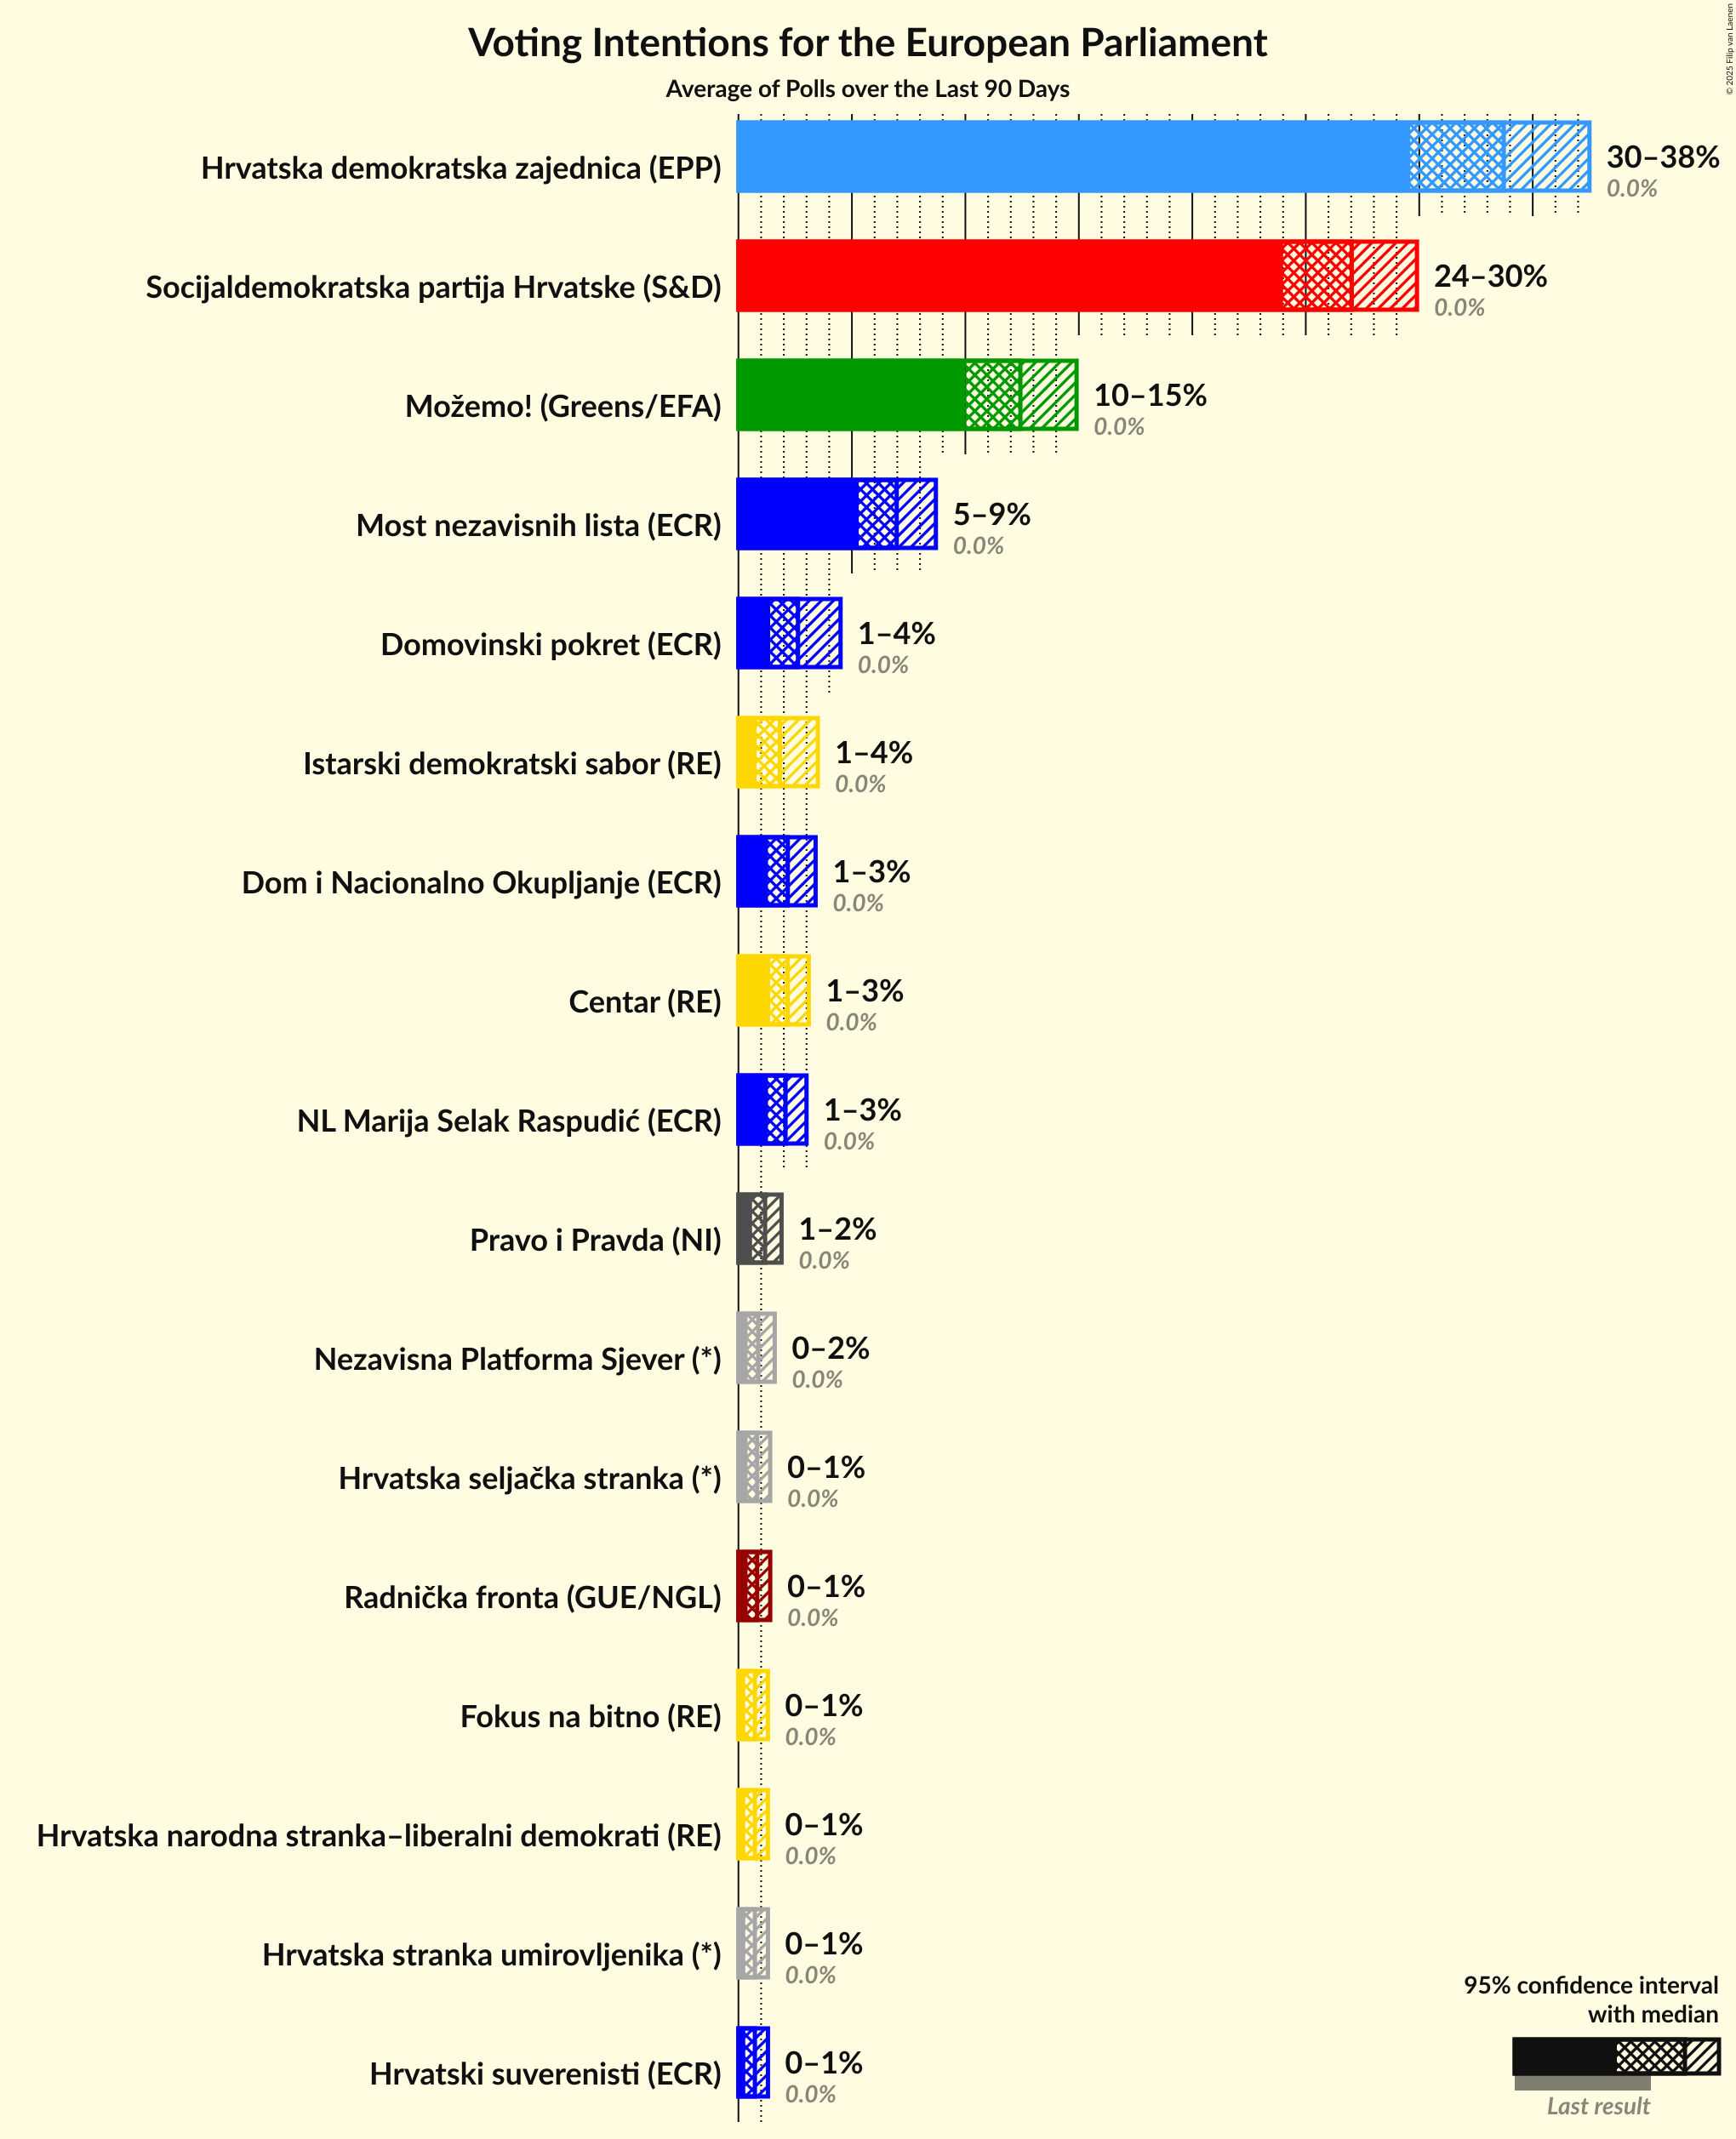 Voting Intentions for the European Parliament
Average of Polls over the Last 90 Days
© 2025 Filip van Laenen
Hrvatska demokratska zajednica (EPP)
30–38%
0.0%
Socijaldemokratska partija Hrvatske (S&D)
24–30%
0.0%
Možemo! (Greens/EFA)
10–15%
0.0%
Most nezavisnih lista (ECR)
5–9%
0.0%
Domovinski pokret (ECR)
1–4%
0.0%
Istarski demokratski sabor (RE)
1–4%
0.0%
Dom i Nacionalno Okupljanje (ECR)
1–3%
0.0%
Centar (RE)
1–3%
0.0%
NL Marija Selak Raspudić (ECR)
1–3%
0.0%
Pravo i Pravda (NI)
1–2%
0.0%
Nezavisna Platforma Sjever (*)
0–2%
0.0%
Hrvatska seljačka stranka (*)
0–1%
0.0%
Radnička fronta (GUE/NGL)
0–1%
0.0%
Fokus na bitno (RE)
0–1%
0.0%
Hrvatska narodna stranka–liberalni demokrati (RE)
0–1%
0.0%
Hrvatska stranka umirovljenika (*)
0–1%
0.0%
Hrvatski suverenisti (ECR)
0–1%
0.0%
95% confidence interval
with median
Last result